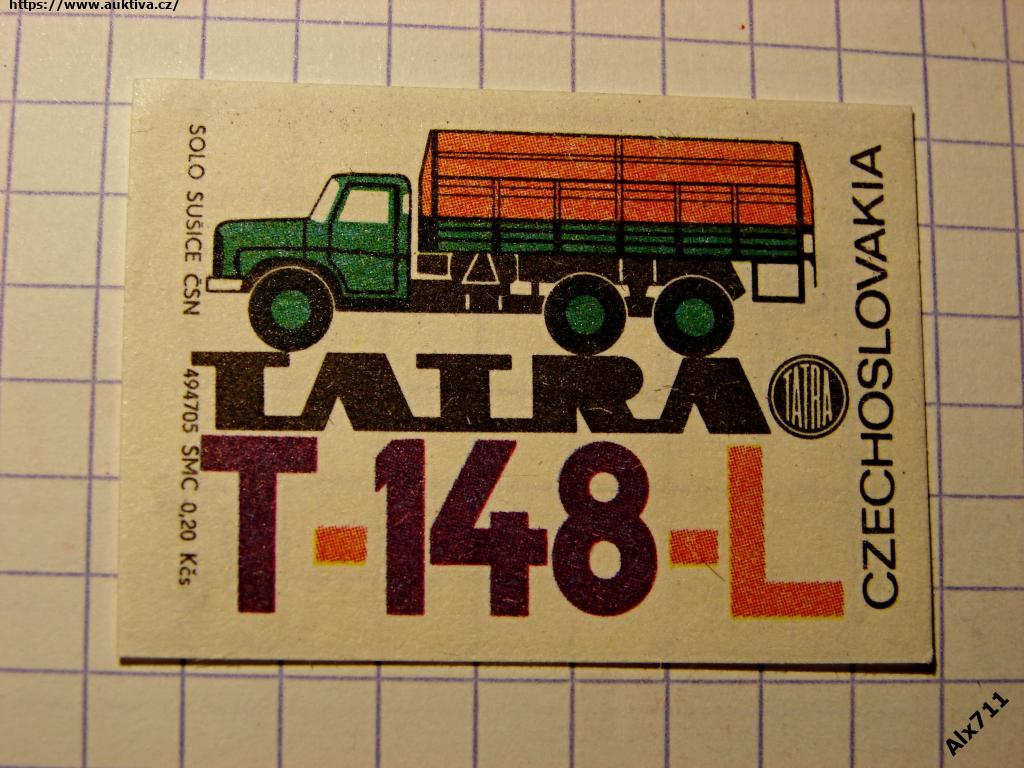 https://www.auktiva.cz/
SOLO SUŠICE ČSN 494705 SMC 0,20 Kčs
TATRA
TATRA
T-148-L
CZECHOSLOVAKIA
Alx711